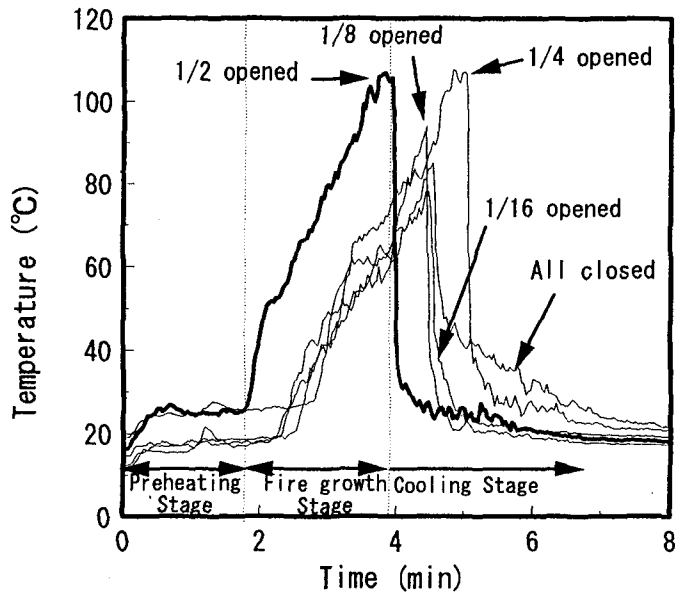 120
100
80
60
40
20
0
Temperature (℃)
1/8 opened
1/2 opened
1/4 opened
1/16 opened
All closed
Preheating
Stage
Fire growth
Stage
Cooling Stage
0 2 4 6 8
Time (min)